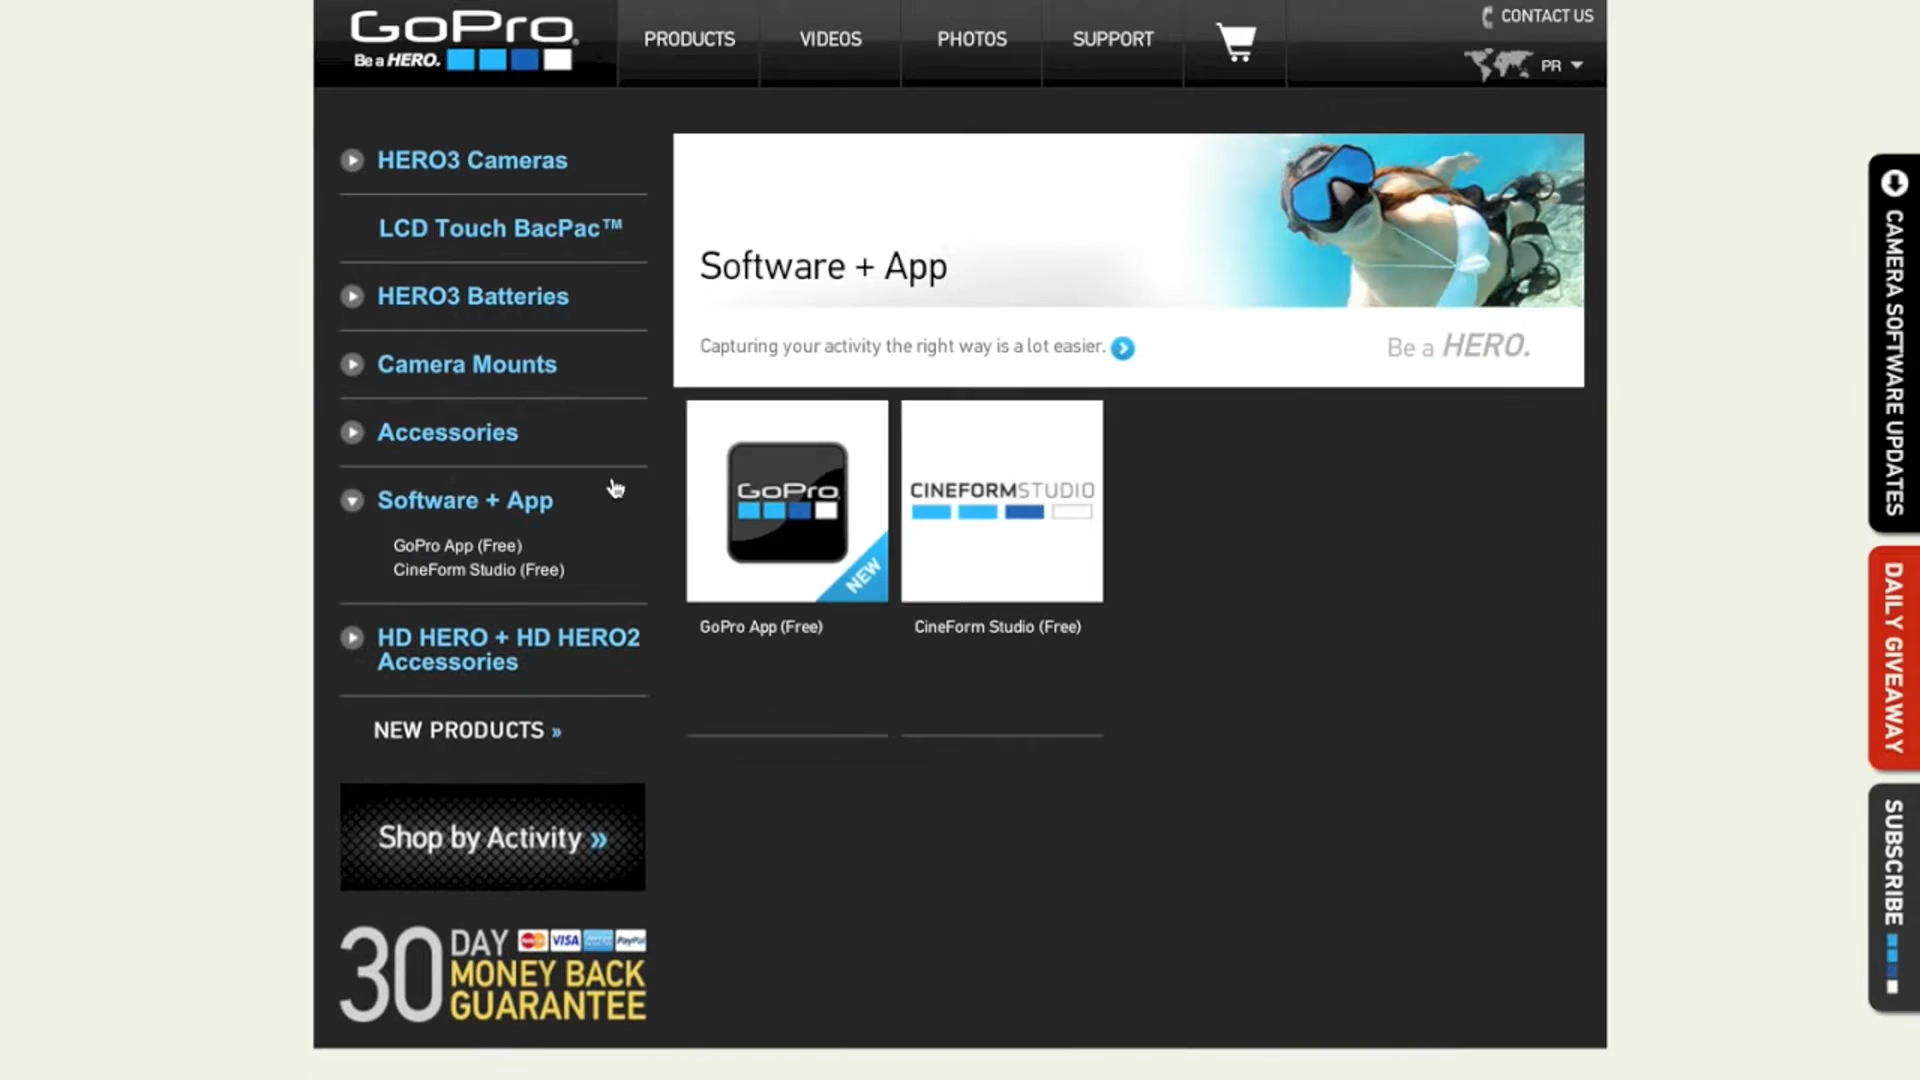 GoPro
Be a HERO.
PRODUCTS
VIDEOS
PHOTOS
SUPPORT
CONTACT US
PR
HERO3 Cameras
LCD Touch BacPac™
HERO3 Batteries
Camera Mounts
Accessories
Software + App
GoPro App (Free)
CineForm Studio (Free)
HD HERO + HD HERO2
Accessories
NEW PRODUCTS »
Shop by Activity »
30 DAY
MONEY BACK
GUARANTEE
VISA
PayPal
Software + App
Capturing your activity the right way is a lot easier.
Be a HERO.
GoPro
NEW
GoPro App (Free)
CINEFORMSTUDIO
CineForm Studio (Free)
CAMERA SOFTWARE UPDATES
DAILY GIVEAWAY
SUBSCRIBE